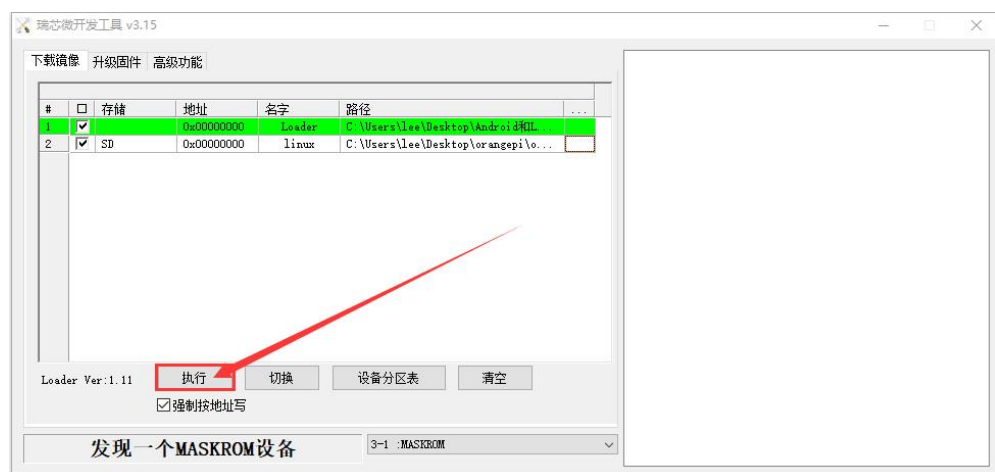 瑞芯微开发工具 v3.15
下载镜像 升级固件 高级功能
# 存储 地址 名字 路径 ...
1 0x00000000 Loader C:\Users\lee\Desktop\Android和L...
2 SD 0x00000000 linux C:\Users\lee\Desktop\orangepi\o...
Loader Ver:1.11 执行 切换 设备分区表 清空
强制按地址写
发现一个MASKROM设备 3-1 :MASKROM